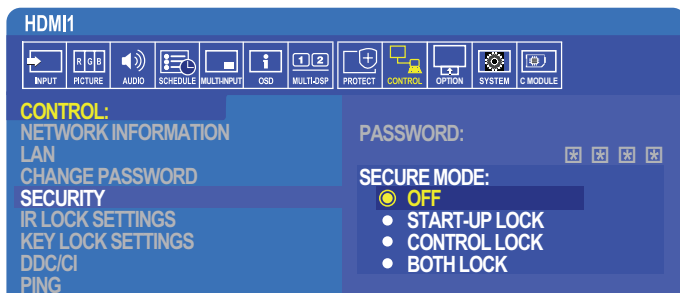 HDMI1
INPUT RGB PICTURE AUDIO SCHEDULE MULTI-INPUT OSD 12 MULTI-DSP PROTECT CONTROL OPTION SYSTEM C MODULE
CONTROL:
NETWORK INFORMATION
LAN
CHANGE PASSWORD
SECURITY
IR LOCK SETTINGS
KEY LOCK SETTINGS
DDC/CI
PING
PASSWORD:
* * * *
SECURE MODE:
OFF
START-UP LOCK
CONTROL LOCK
BOTH LOCK